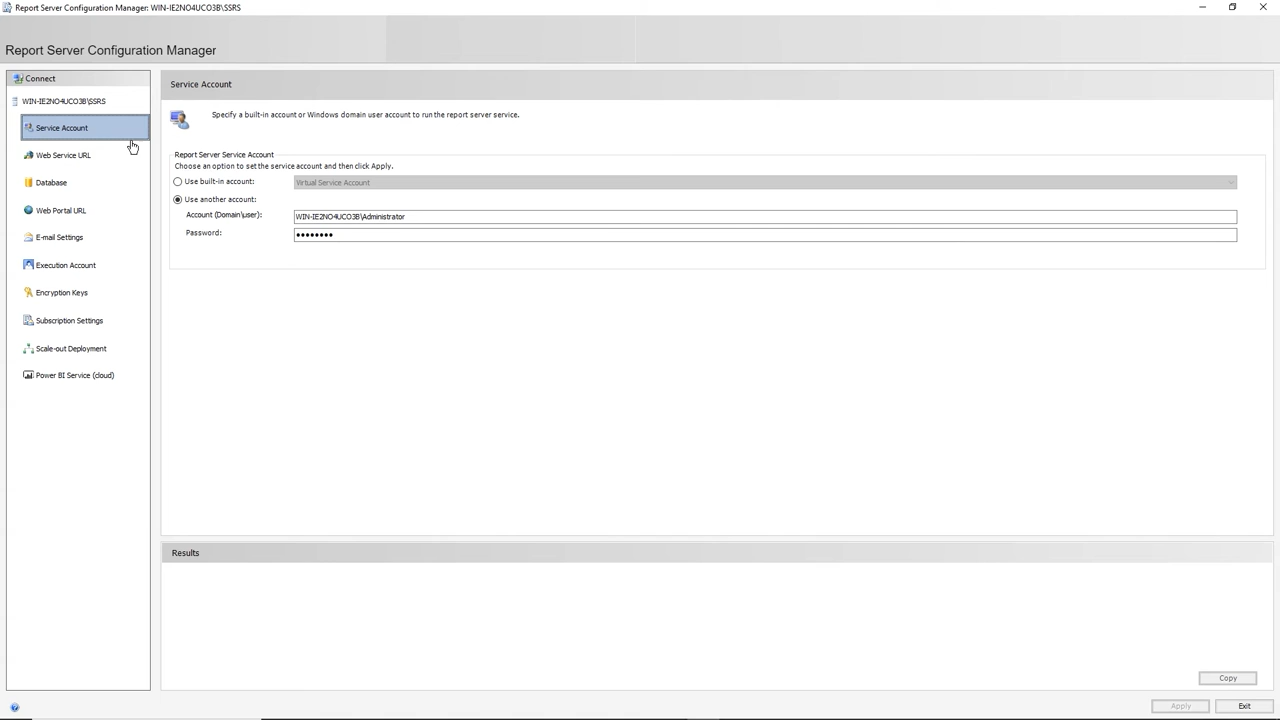 Report Server Configuration Manager: WIN-IE2NO4UCO3B\SSRS
Report Server Configuration Manager
Connect
WIN-IE2NO4UCO3B\SSRS
Service Account
Web Service URL
Database
Web Portal URL
E-mail Settings
Execution Account
Encryption Keys
Subscription Settings
Scale-out Deployment
Power BI Service (cloud)
Service Account
Specify a built-in account or Windows domain user account to run the report server service.
Report Server Service Account
Choose an option to set the service account and then click Apply.
Use built-in account: Virtual Service Account
Use another account:
Account (Domain\user): WIN-IE2NO4UCO3B\Administrator
Password: ●●●●●●●●
Results
Copy
Apply Exit